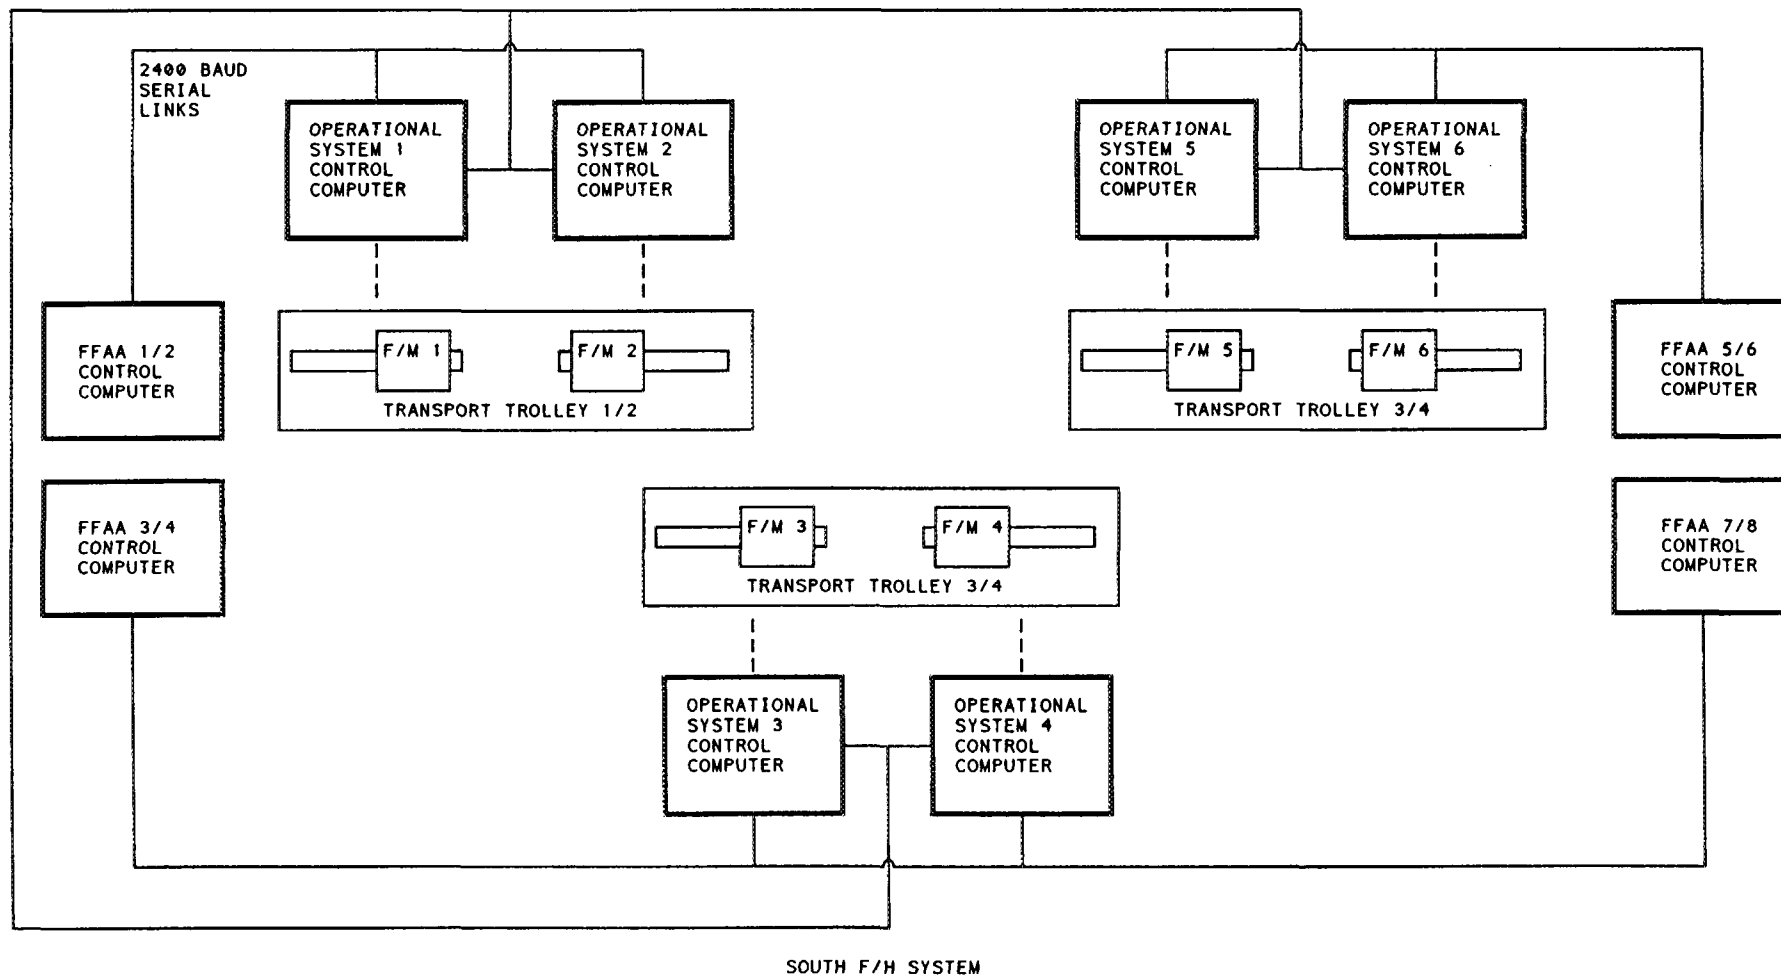 2400 BAUD
SERIAL
LINKS
OPERATIONAL
SYSTEM 1
CONTROL
COMPUTER
OPERATIONAL
SYSTEM 2
CONTROL
COMPUTER
OPERATIONAL
SYSTEM 5
CONTROL
COMPUTER
OPERATIONAL
SYSTEM 6
CONTROL
COMPUTER
FFAA 1/2
CONTROL
COMPUTER
F/M 1
F/M 2
TRANSPORT TROLLEY 1/2
F/M 5
F/M 6
TRANSPORT TROLLEY 3/4
FFAA 5/6
CONTROL
COMPUTER
FFAA 3/4
CONTROL
COMPUTER
F/M 3
F/M 4
TRANSPORT TROLLEY 3/4
FFAA 7/8
CONTROL
COMPUTER
OPERATIONAL
SYSTEM 3
CONTROL
COMPUTER
OPERATIONAL
SYSTEM 4
CONTROL
COMPUTER
SOUTH F/H SYSTEM